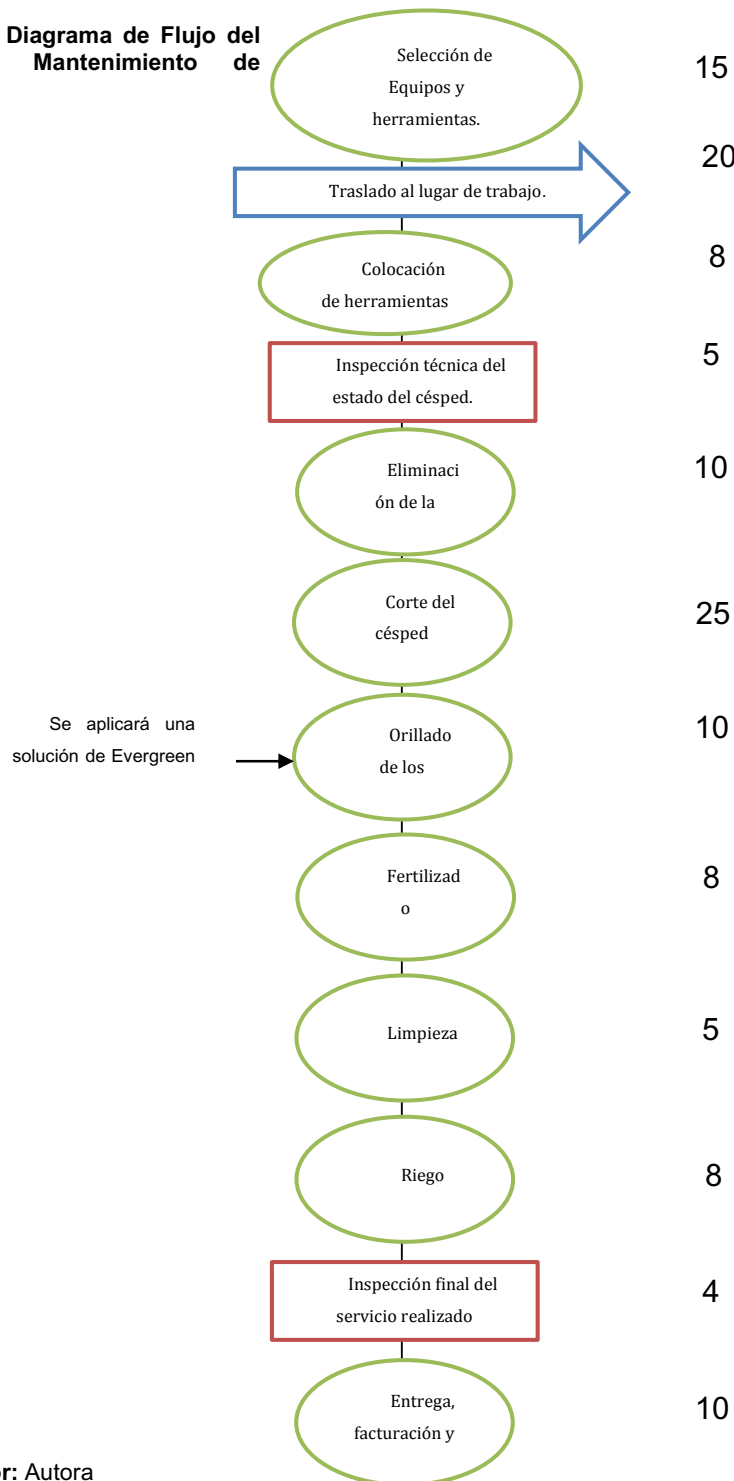 Diagrama de Flujo del
Mantenimiento de
Selección de
Equipos y
herramientas.
15
20
Traslado al lugar de trabajo.
8
Colocación
de herramientas
5
Inspección técnica del
estado del césped.
10
Eliminaci
ón de la
25
Corte del
césped
10
Orillado
de los
Se aplicará una
solución de Evergreen
8
Fertilizad
o
5
Limpieza
8
Riego
4
Inspección final del
servicio realizado
10
Entrega,
facturación y
r: Autora